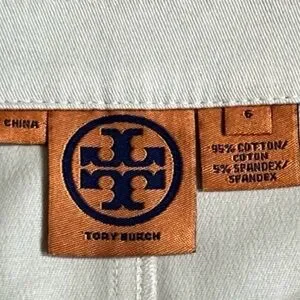 CHINA
TORY BURCH
6
95% COTTON/
COTON
5% SPANDEX/
SPANDEX